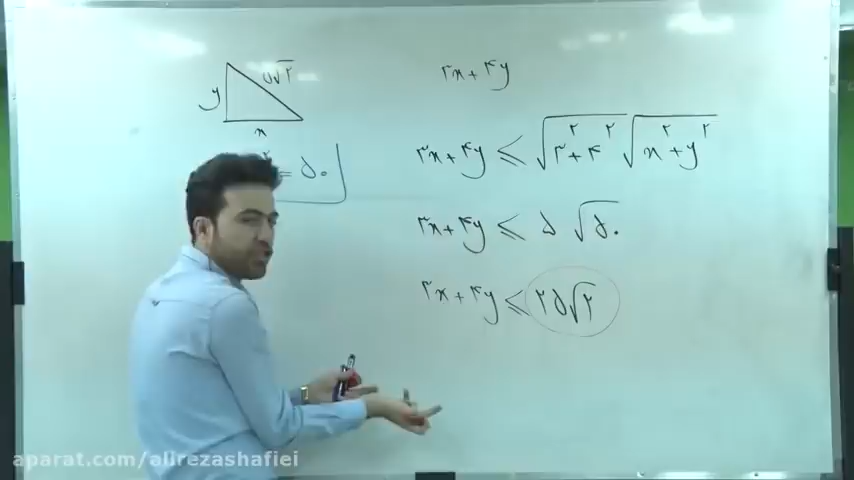 ۳x + ۴y
y ۵√۲
x
= ۵۰
۳x + ۴y ≤ √۳² + ۴² √x² + y²
۳x + ۴y ≤ ۵ √۵۰
۳x + ۴y ≤ ۲۵√۲
aparat.com/alirezashafiei